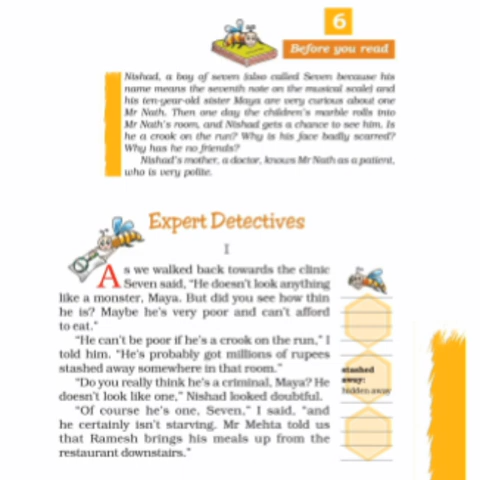 6
Before you read
Nishad, a boy of seven (also called Seven because his
name means the seventh note on the musical scale) and
his ten-year-old sister Maya are very curious about one
Mr Nath. Then one day the children's marble rolls into
Mr Nath's room, and Nishad gets a chance to see him. Is
he a crook on the run? Why is his face badly scarred?
Why has he no friends?
Nishad's mother, a doctor, knows Mr Nath as a patient,
who is very polite.
Expert Detectives
I
As we walked back towards the clinic
Seven said, “He doesn't look anything
like a monster, Maya. But did you see how thin
he is? Maybe he's very poor and can't afford
to eat.”
“He can't be poor if he's a crook on the run,” I
told him. “He's probably got millions of rupees
stashed away somewhere in that room.”
“Do you really think he's a criminal, Maya? He
doesn't look like one,” Nishad looked doubtful.
“Of course he's one, Seven,” I said, “and
he certainly isn't starving. Mr Mehta told us
that Ramesh brings his meals up from the
restaurant downstairs.”
stashed
away:
hidden away